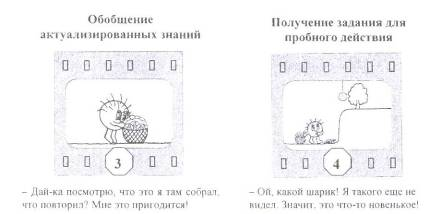 Обобщение
актуализированных знаний
3
– Дай-ка посмотрю, что это я там собрал,
что повторил? Мне это пригодится!
Получение задания для
пробного действия
4
– Ой, какой шарик! Я такого еще не
видел. Значит, это что-то новенькое!